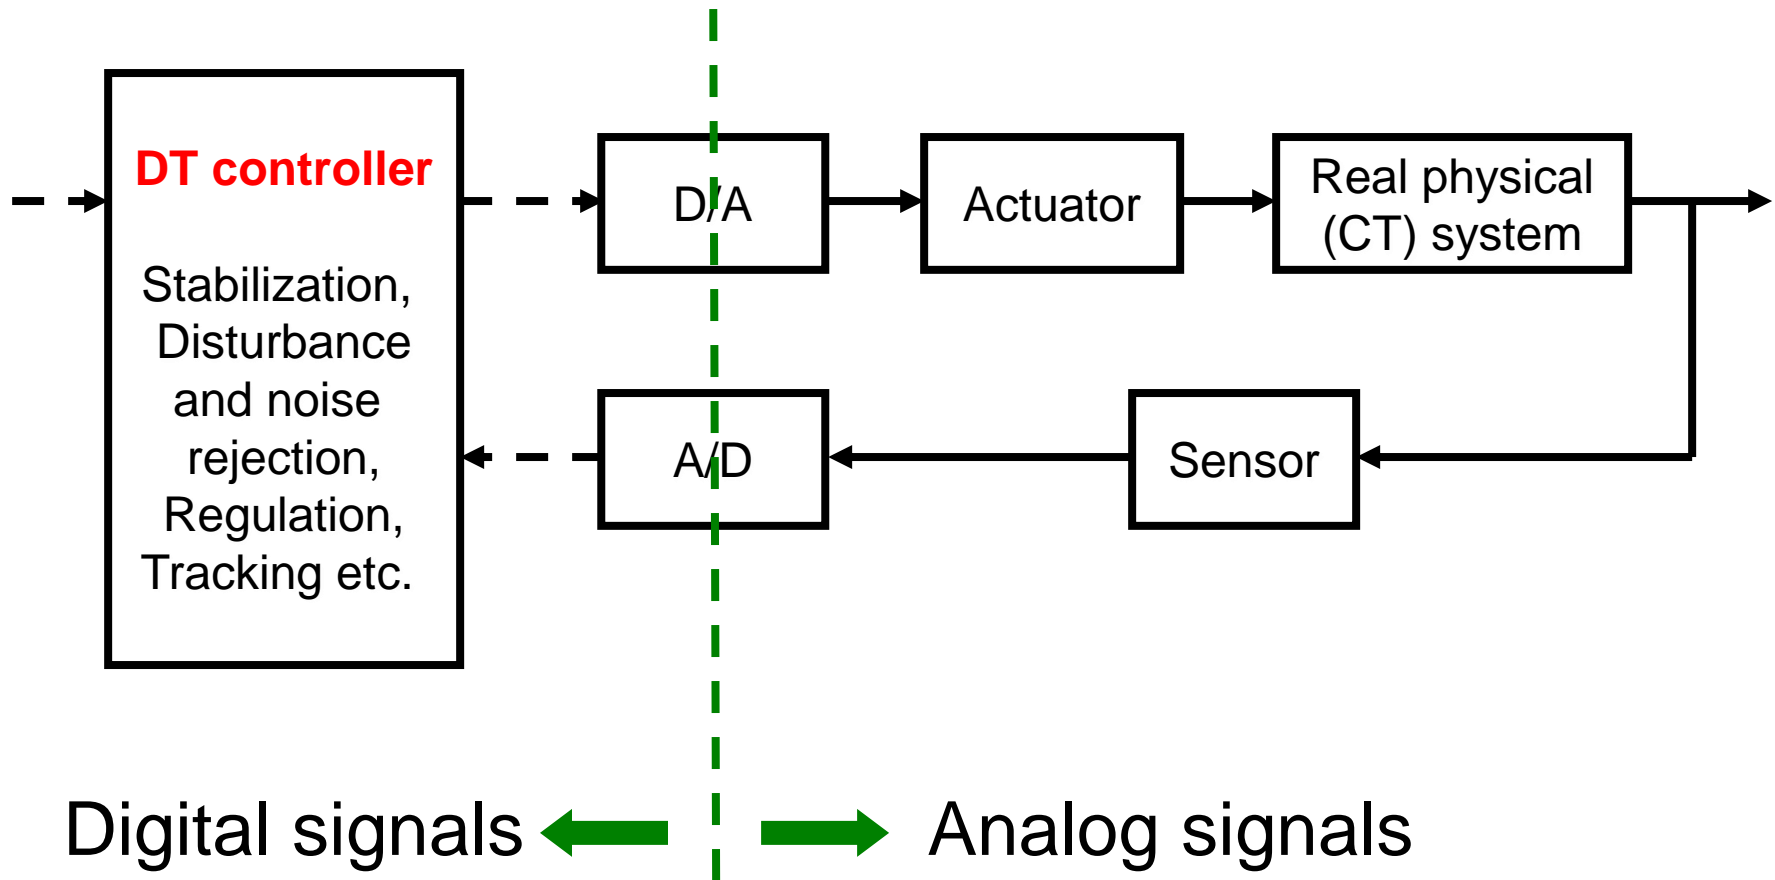 DT controller
Stabilization,
Disturbance
and noise
rejection,
Regulation,
Tracking etc.
D/A
Actuator
Real physical
(CT) system
A/D
Sensor
Digital signals
Analog signals